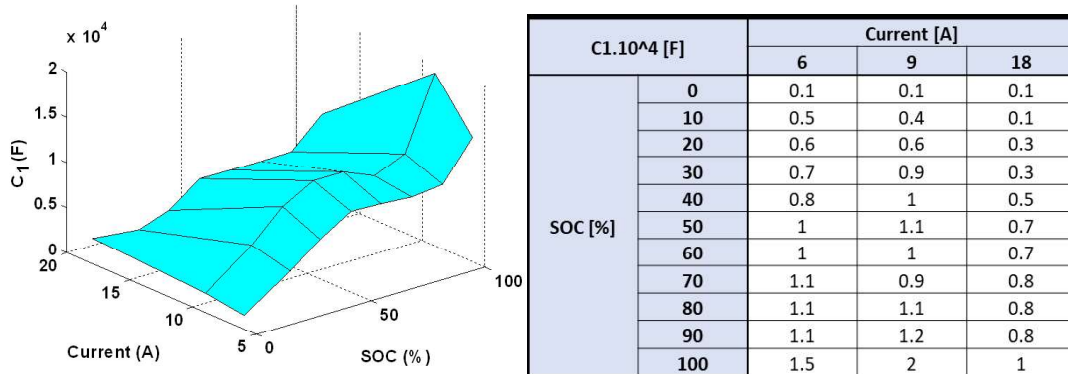 x 10^4
2
1.5
1
0.5
0
C1 (F)
20
15
10
5
Current (A)
0
50
100
SOC (%)
C1.10^4 [F] Current [A]
6 9 18
SOC [%]
0 0.1 0.1 0.1
10 0.5 0.4 0.1
20 0.6 0.6 0.3
30 0.7 0.9 0.3
40 0.8 1 0.5
50 1 1.1 0.7
60 1 1 0.7
70 1.1 0.9 0.8
80 1.1 1.1 0.8
90 1.1 1.2 0.8
100 1.5 2 1